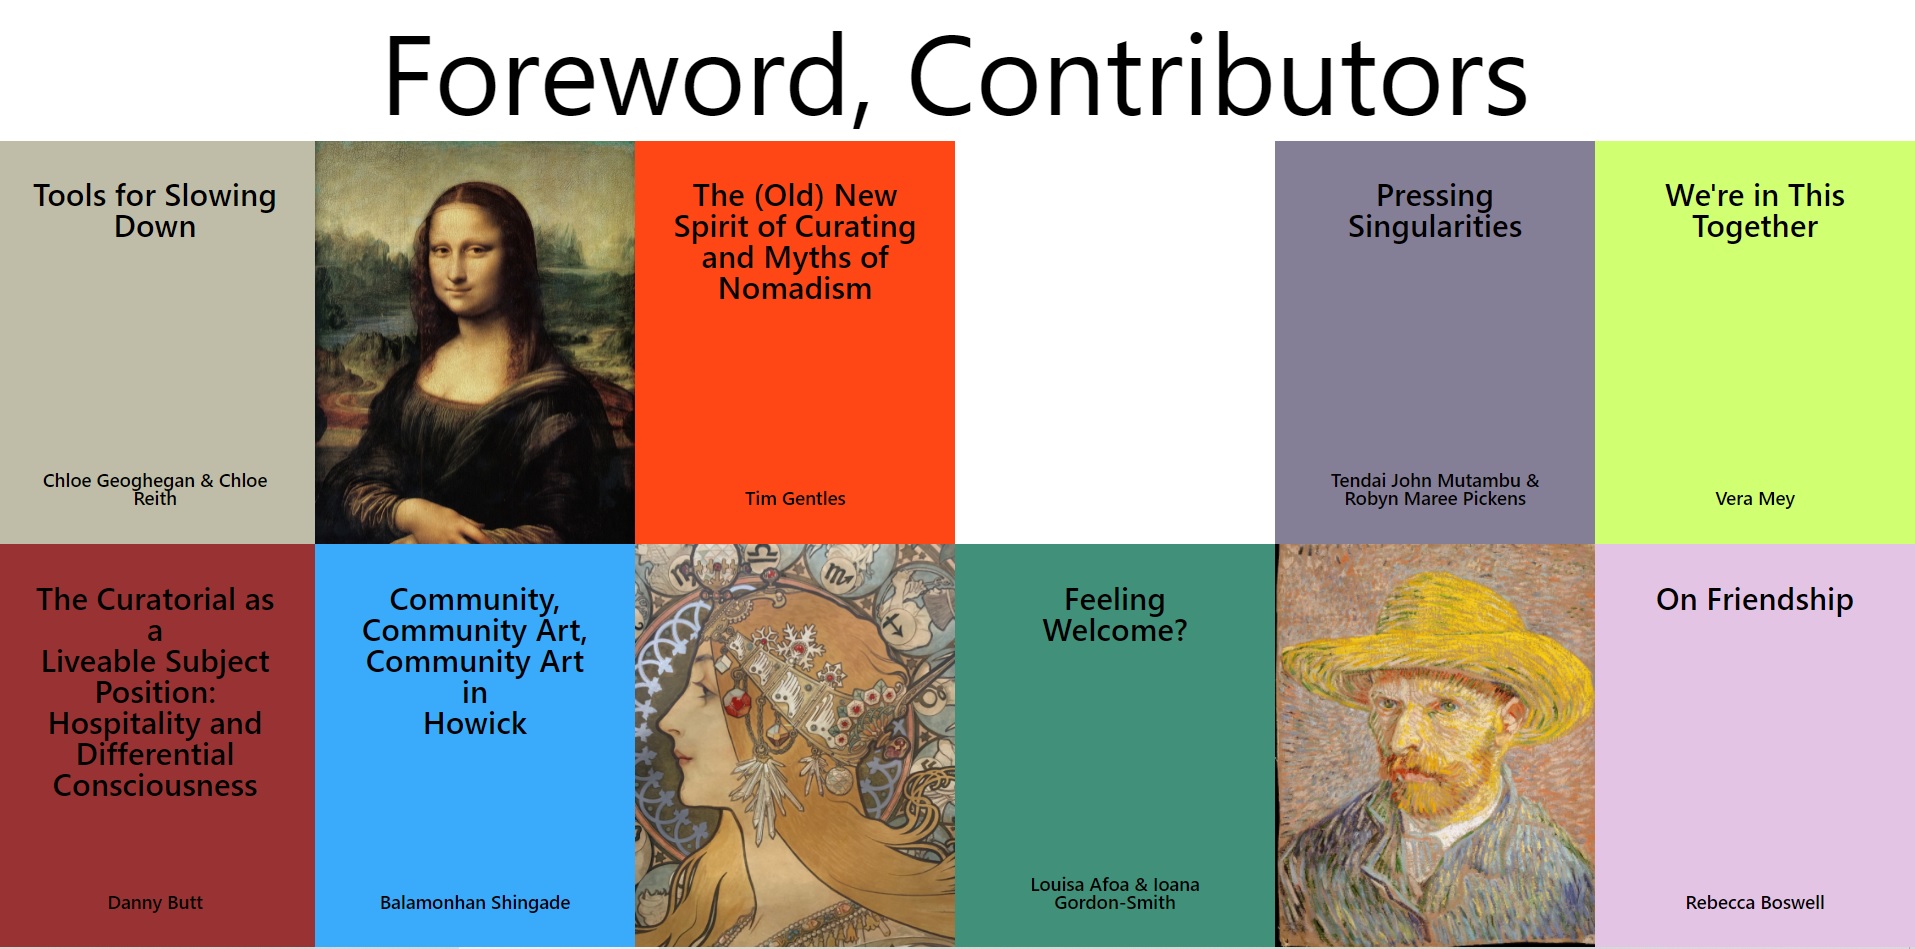 Foreword, Contributors
Tools for Slowing
Down
Chloe Geoghegan & Chloe
Reith
The (Old) New
Spirit of Curating
and Myths of
Nomadism
Tim Gentles
Pressing
Singularities
Tendai John Mutambu &
Robyn Maree Pickens
We're in This
Together
Vera Mey
The Curatorial as
a
Liveable Subject
Position:
Hospitality and
Differential
Consciousness
Danny Butt
Community,
Community Art,
Community Art
in
Howick
Balamonhan Shingade
Feeling
Welcome?
Louisa Afoa & Ioana
Gordon-Smith
On Friendship
Rebecca Boswell